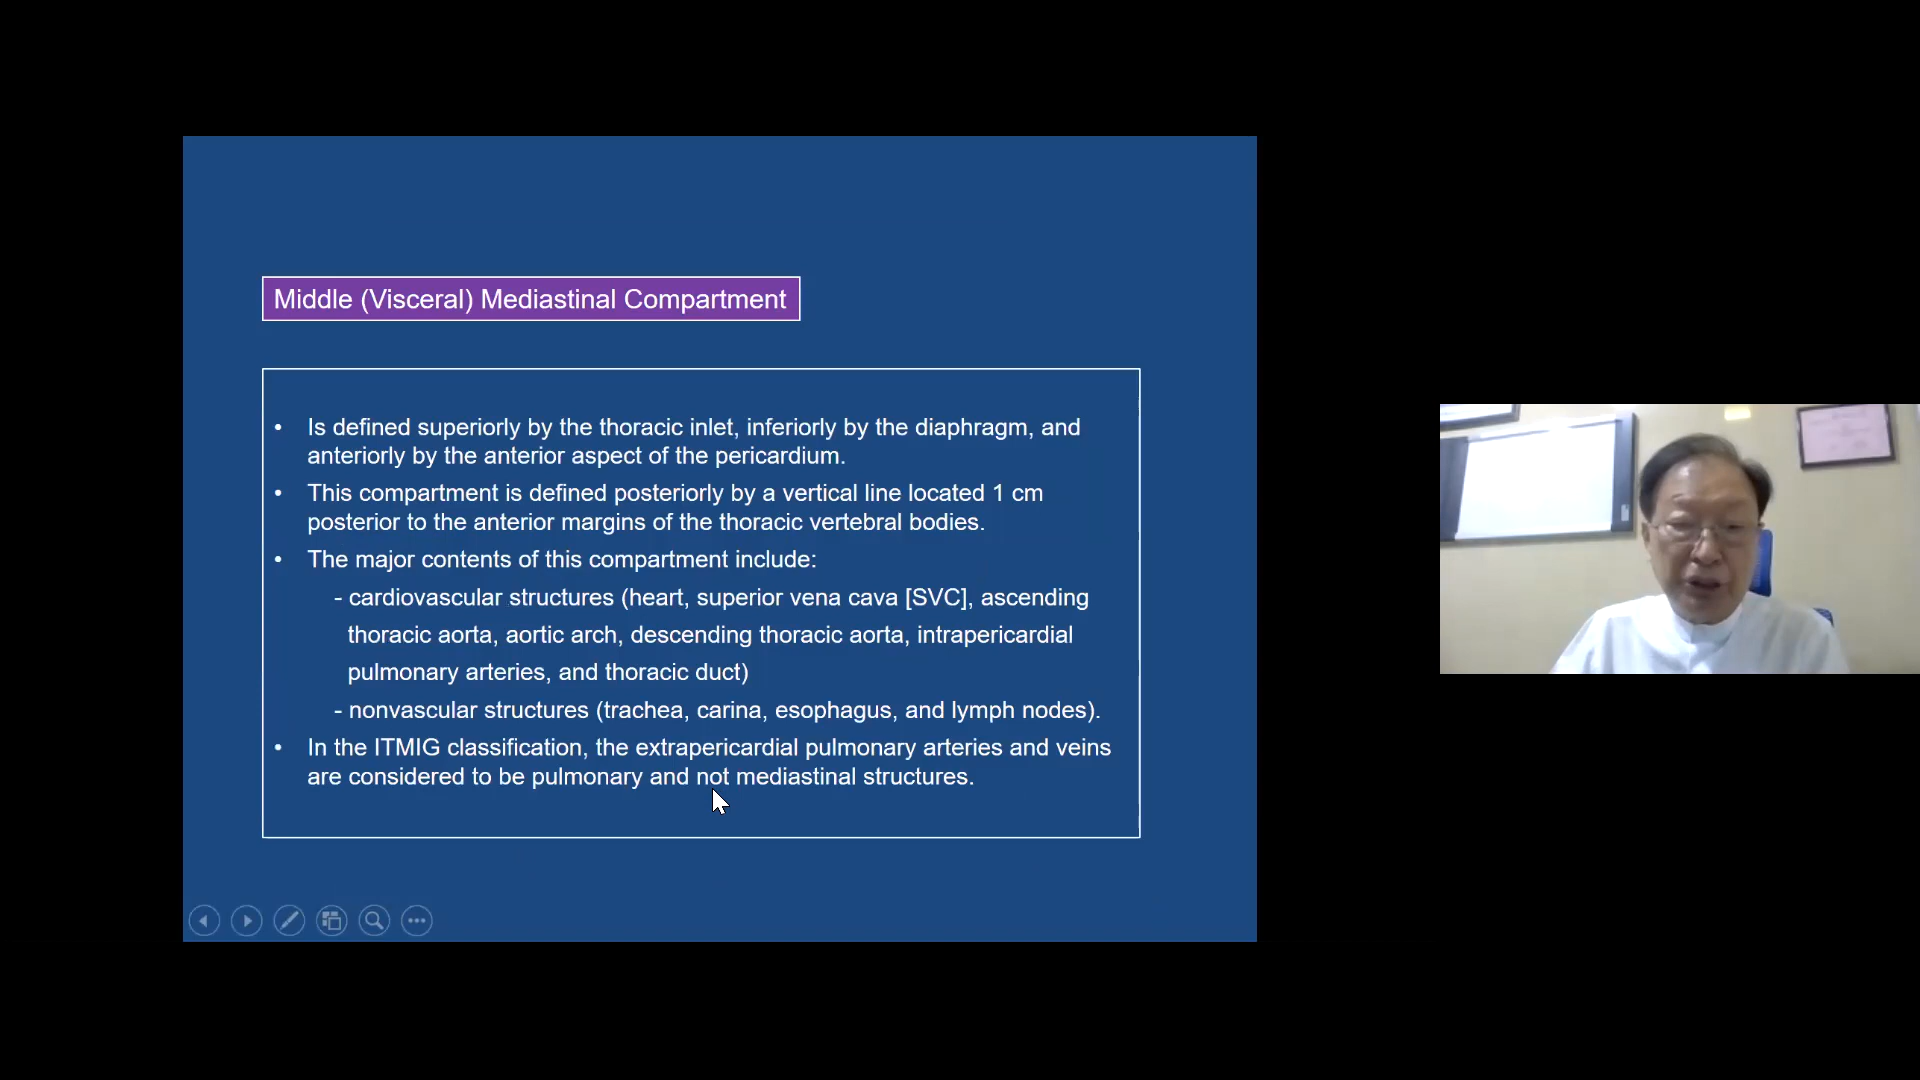 Middle (Visceral) Mediastinal Compartment
• Is defined superiorly by the thoracic inlet, inferiorly by the diaphragm, and
anteriorly by the anterior aspect of the pericardium.
• This compartment is defined posteriorly by a vertical line located 1 cm
posterior to the anterior margins of the thoracic vertebral bodies.
• The major contents of this compartment include:
- cardiovascular structures (heart, superior vena cava [SVC], ascending
thoracic aorta, aortic arch, descending thoracic aorta, intrapericardial
pulmonary arteries, and thoracic duct)
- nonvascular structures (trachea, carina, esophagus, and lymph nodes).
• In the ITMIG classification, the extrapericardial pulmonary arteries and veins
are considered to be pulmonary and not mediastinal structures.